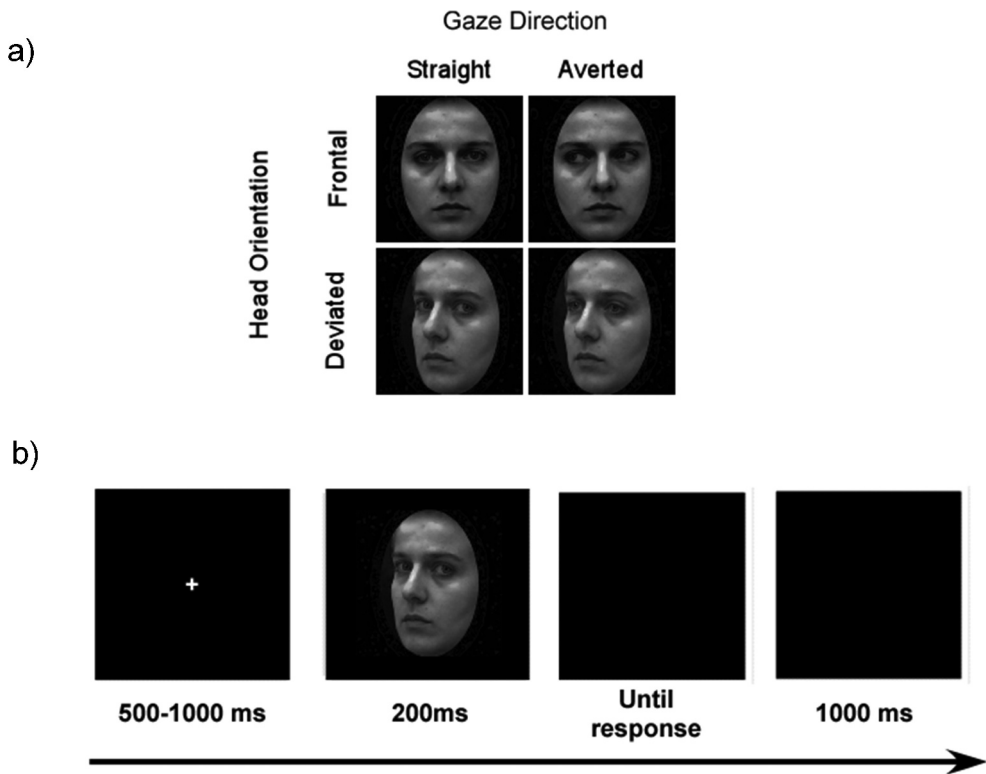 a)
Gaze Direction
Straight Averted
Head Orientation
Frontal
Deviated
b)
+
500-1000 ms
200ms
Until
response
1000 ms